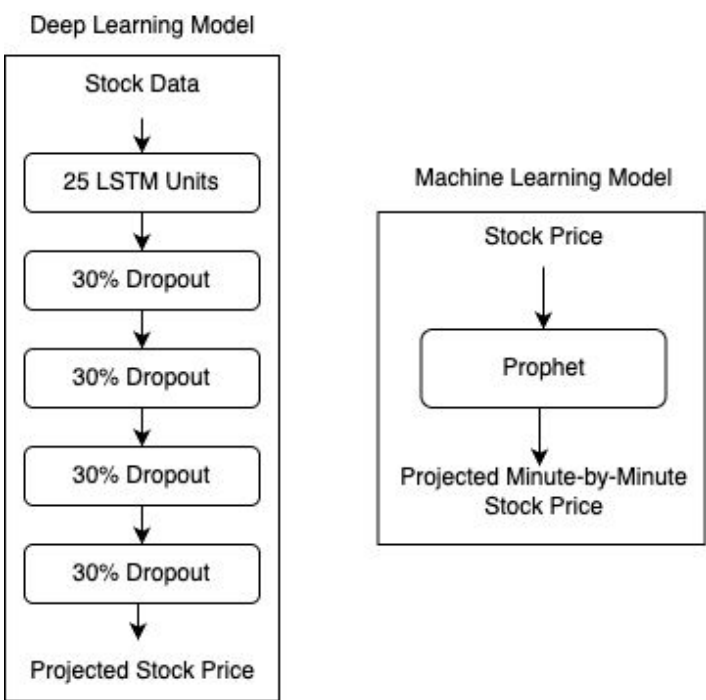 Deep Learning Model
Stock Data
25 LSTM Units
30% Dropout
30% Dropout
30% Dropout
30% Dropout
Projected Stock Price
Machine Learning Model
Stock Price
Prophet
Projected Minute-by-Minute
Stock Price